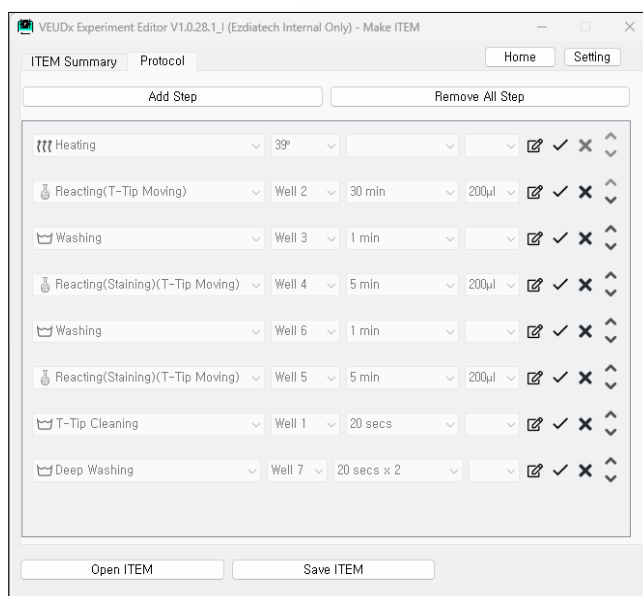 VEUDx Experiment Editor V1.0.28.1_I (Ezdiatech Internal Only) - Make ITEM
ITEM Summary Protocol Home Setting
Add Step Remove All Step
Heating 39º
Reacting(T-Tip Moving) Well 2 30 min 200µl
Washing Well 3 1 min
Reacting(Staining)(T-Tip Moving) Well 4 5 min 200µl
Washing Well 6 1 min
Reacting(Staining)(T-Tip Moving) Well 5 5 min 200µl
T-Tip Cleaning Well 1 20 secs
Deep Washing Well 7 20 secs x 2
Open ITEM Save ITEM